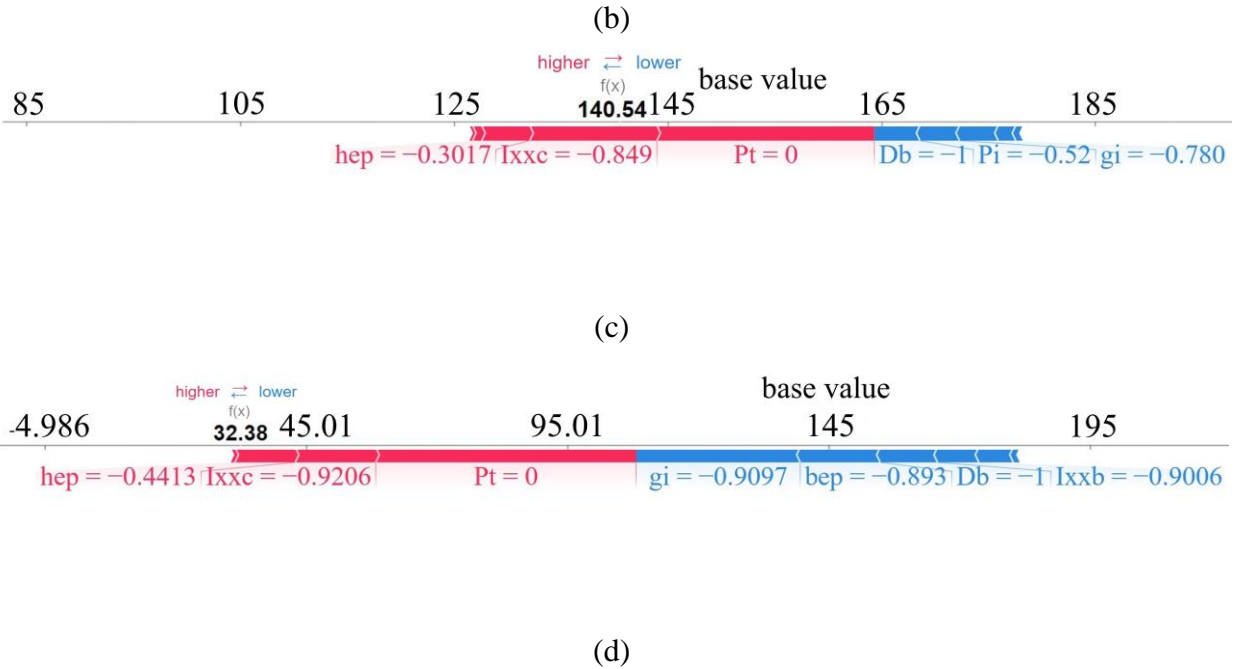 (b)
higher ⇄ lower
base value
f(x)
85 105 125 140.54 145 165 185
hep = −0.3017 Ixxc = −0.849 Pt = 0 Db = −1 Pi = −0.52 gi = −0.780
(c)
higher ⇄ lower
base value
f(x)
-4.986 32.38 45.01 95.01 145 195
hep = −0.4413 Ixxc = −0.9206 Pt = 0 gi = −0.9097 bep = −0.893 Db = −1 Ixxb = −0.9006
(d)